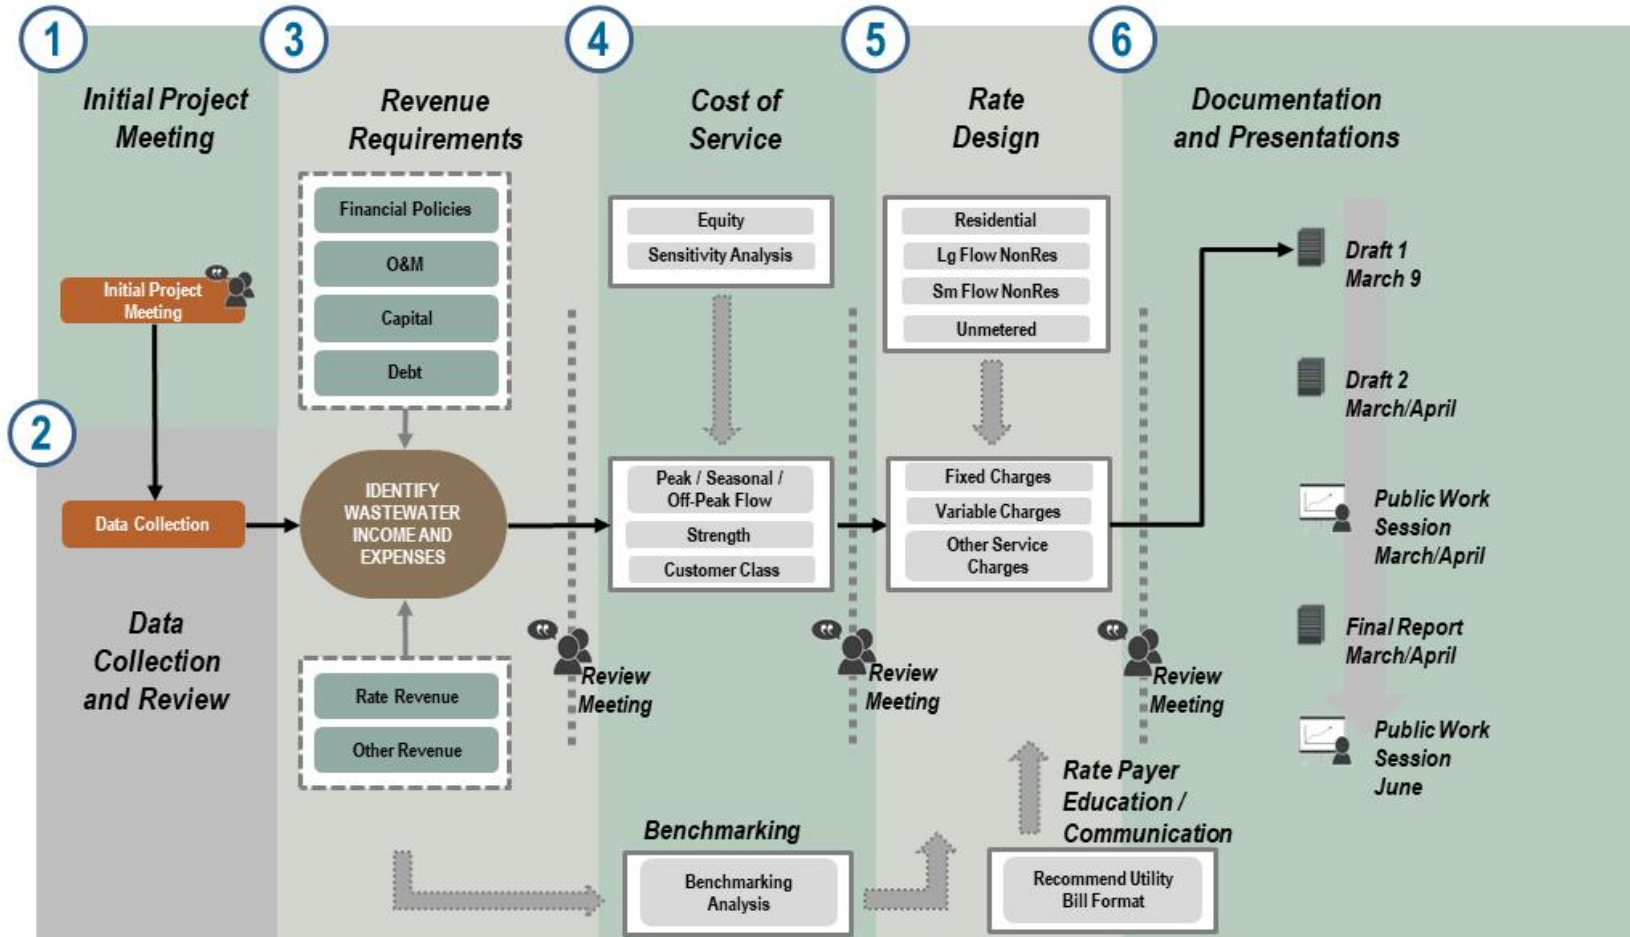 1
Initial Project
Meeting
Initial Project
Meeting
2
Data Collection
Data
Collection
and Review
3
Revenue
Requirements
Financial Policies
O&M
Capital
Debt
IDENTIFY
WASTEWATER
INCOME AND
EXPENSES
Rate Revenue
Other Revenue
Review
Meeting
4
Cost of
Service
Equity
Sensitivity Analysis
Peak / Seasonal /
Off-Peak Flow
Strength
Customer Class
Review
Meeting
Benchmarking
Benchmarking
Analysis
5
Rate
Design
Residential
Lg Flow NonRes
Sm Flow NonRes
Unmetered
Fixed Charges
Variable Charges
Other Service
Charges
Review
Meeting
Rate Payer
Education /
Communication
Recommend Utility
Bill Format
6
Documentation
and Presentations
Draft 1
March 9
Draft 2
March/April
Public Work
Session
March/April
Final Report
March/April
Public Work
Session
June